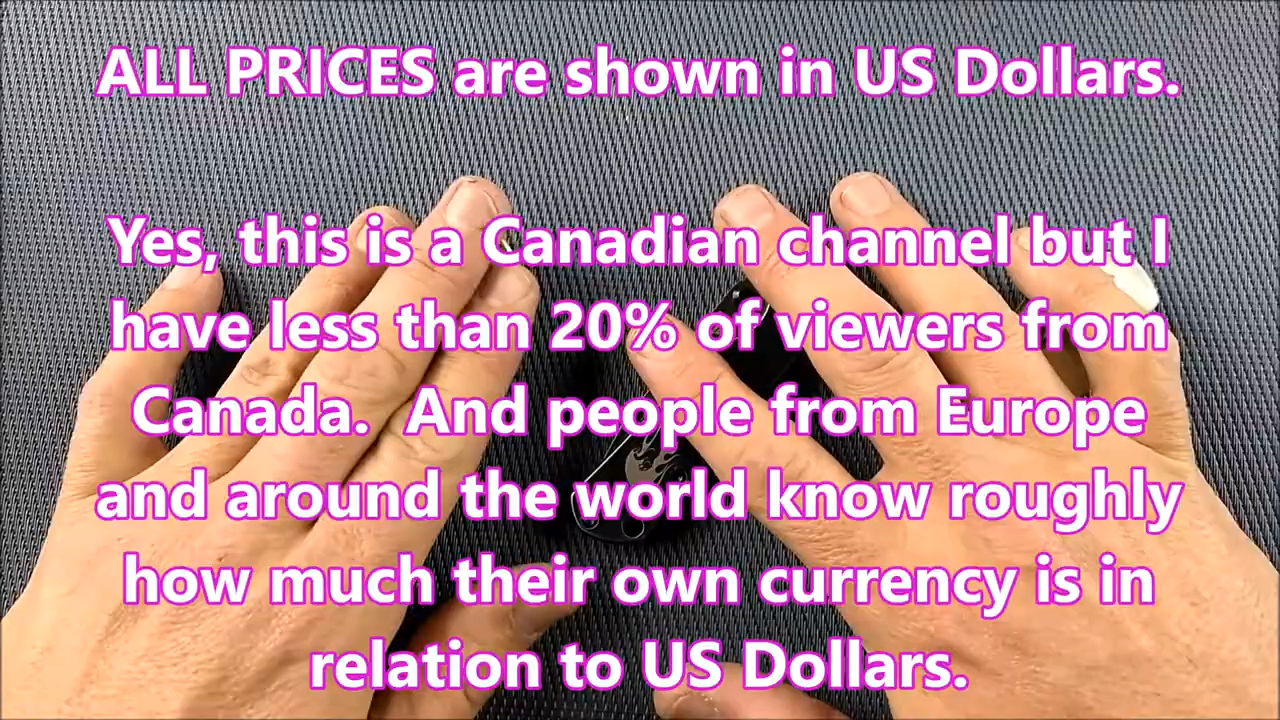 ALL PRICES are shown in US Dollars.
Yes, this is a Canadian channel but I
have less than 20% of viewers from
Canada.  And people from Europe
and around the world know roughly
how much their own currency is in
relation to US Dollars.